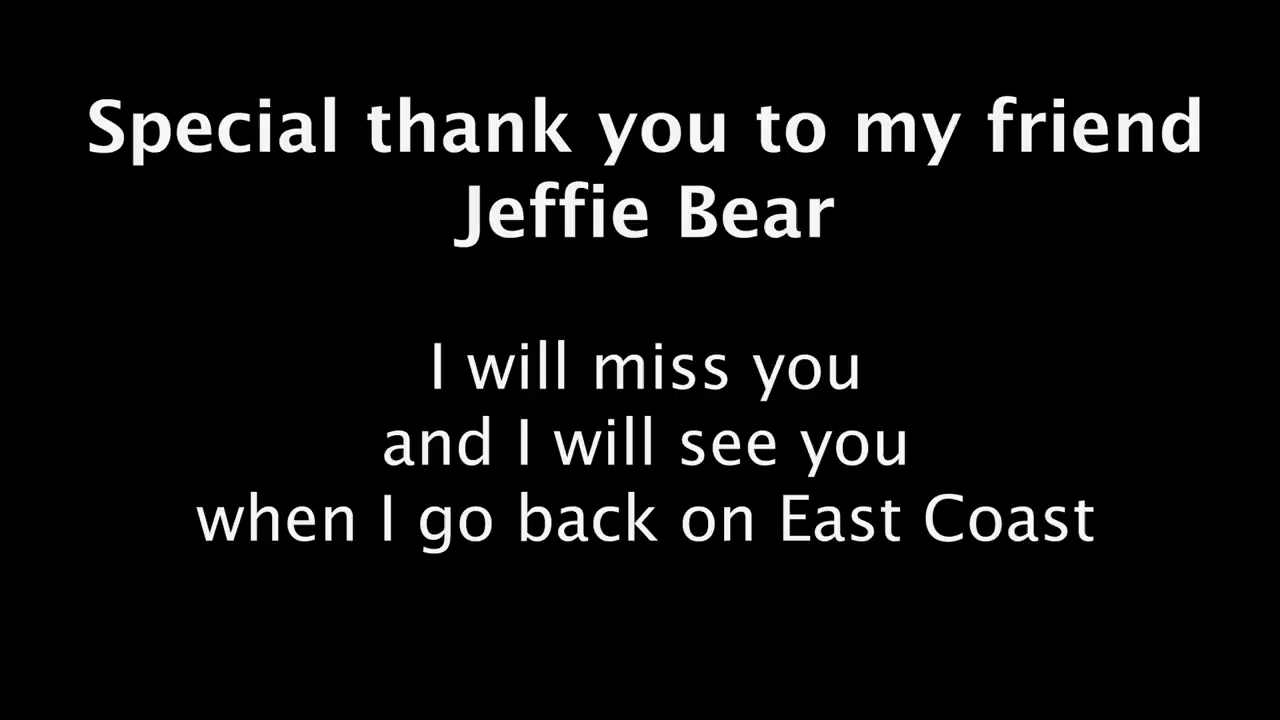 Special thank you to my friend
Jeffie Bear
I will miss you
and I will see you
when I go back on East Coast